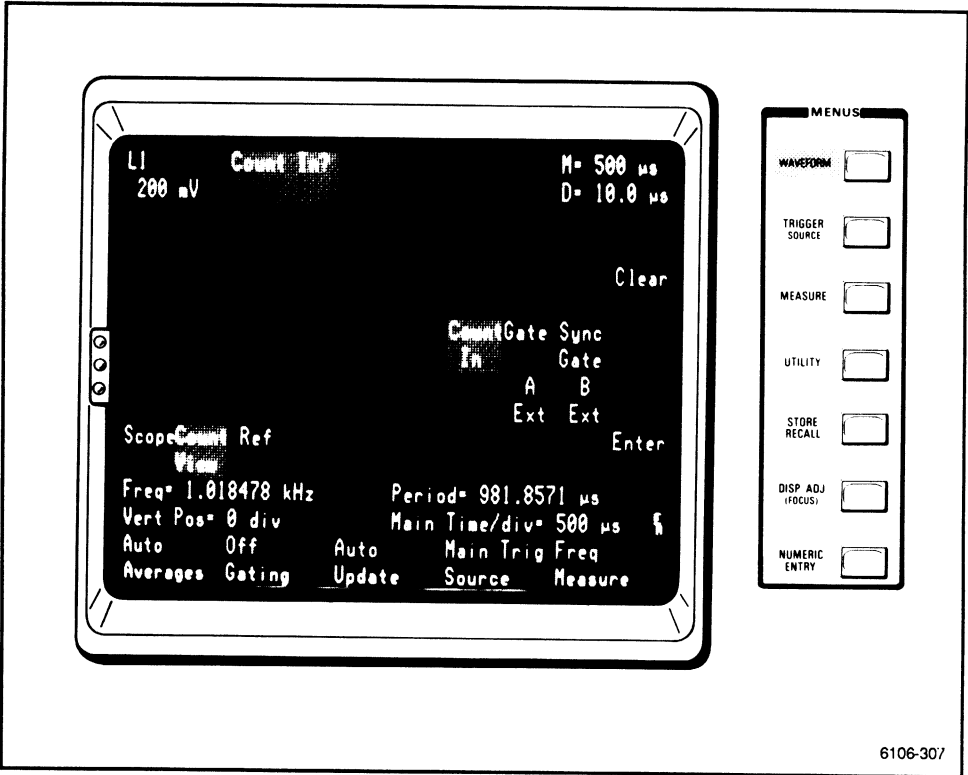 L1 Count In? M= 500 µs
200 mV D= 10.0 µs
Clear
Count Gate Sync
In Gate
A B
Ext Ext
Scope Count Ref Enter
View
Freq= 1.018478 kHz Period= 981.8571 µs
Vert Pos= 0 div Main Time/div= 500 µs
Auto Off Auto Main Trig Freq
Averages Gating Update Source Measure
MENUS
WAVEFORM
TRIGGER
SOURCE
MEASURE
UTILITY
STORE
RECALL
DISP ADJ
(FOCUS)
NUMERIC
ENTRY
6106-307